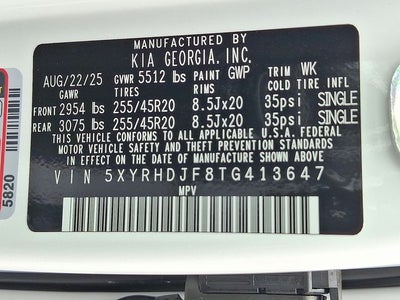 MANUFACTURED BY
KIA GEORGIA, INC.
AUG/22/25 GVWR 5512 lbs PAINT GWP TRIM WK
GAWR TIRES RIMS COLD TIRE INFL
FRONT 2954 lbs 255/45R20 8.5Jx20 35psi SINGLE
REAR 3075 lbs 255/45R20 8.5Jx20 35psi SINGLE
THIS VEHICLE CONFORMS TO ALL APPLICABLE U.S.A. FEDERAL
MOTOR VEHICLE SAFETY AND THEFT PREVENTION STANDARDS
IN EFFECT ON THE DATE OF MANUFACTURE SHOWN ABOVE.
VIN 5XYRHDJF8TG413647
MPV
5820